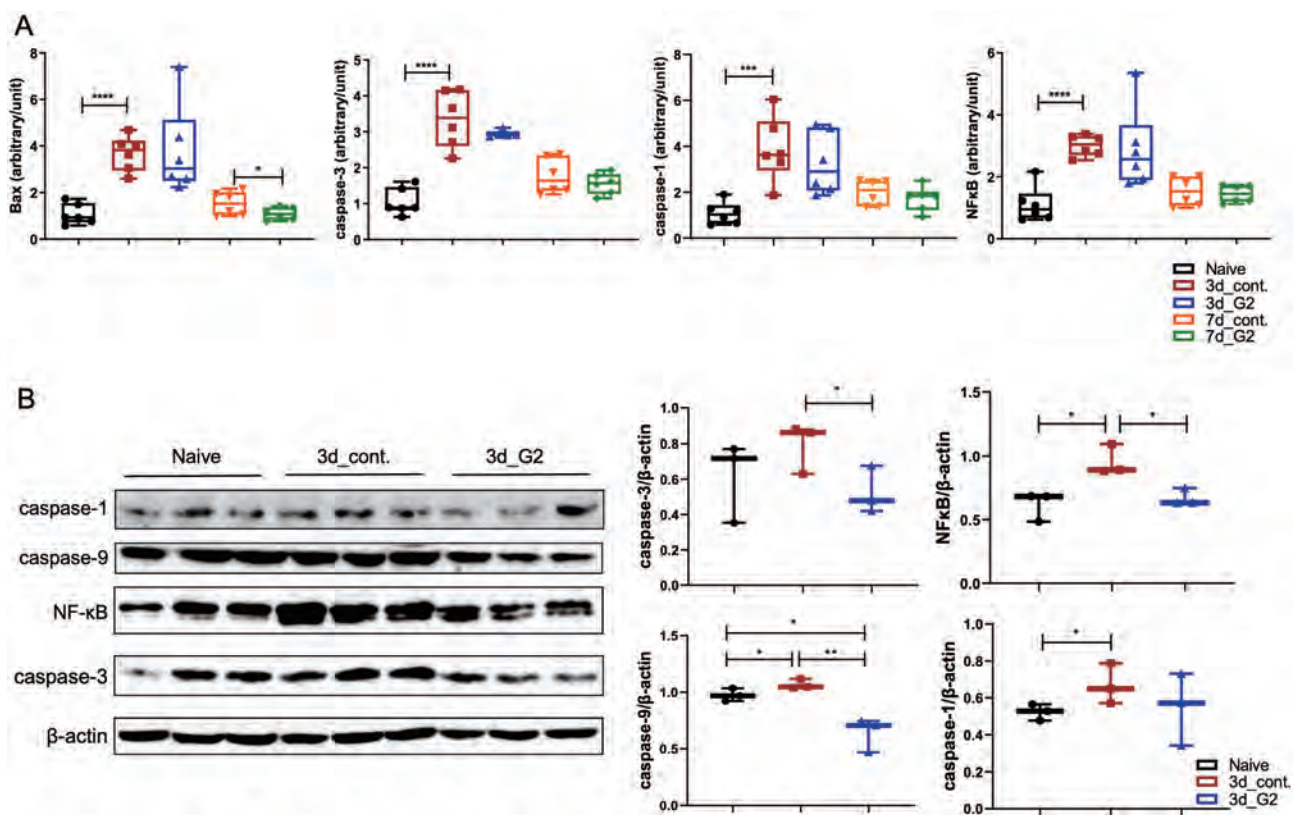 A
Bax (arbitrary/unit)
8
6
4
2
0
****
*
caspase-3 (arbitrary/unit)
5
4
3
2
1
0
****
caspase-1 (arbitrary/unit)
8
6
4
2
0
***
NFκB (arbitrary/unit)
6
4
2
0
****
Naive
3d_cont.
3d_G2
7d_cont.
7d_G2
B
Naive 3d_cont. 3d_G2
caspase-1
caspase-9
NF-κB
caspase-3
β-actin
caspase-3/β-actin
1.0
0.8
0.6
0.4
0.2
0.0
*
NFκB/β-actin
1.5
1.0
0.5
0.0
* *
caspase-9/β-actin
1.5
1.0
0.5
0.0
*
* **
caspase-1/β-actin
1.0
0.8
0.6
0.4
0.2
0.0
*
Naive
3d_cont.
3d_G2